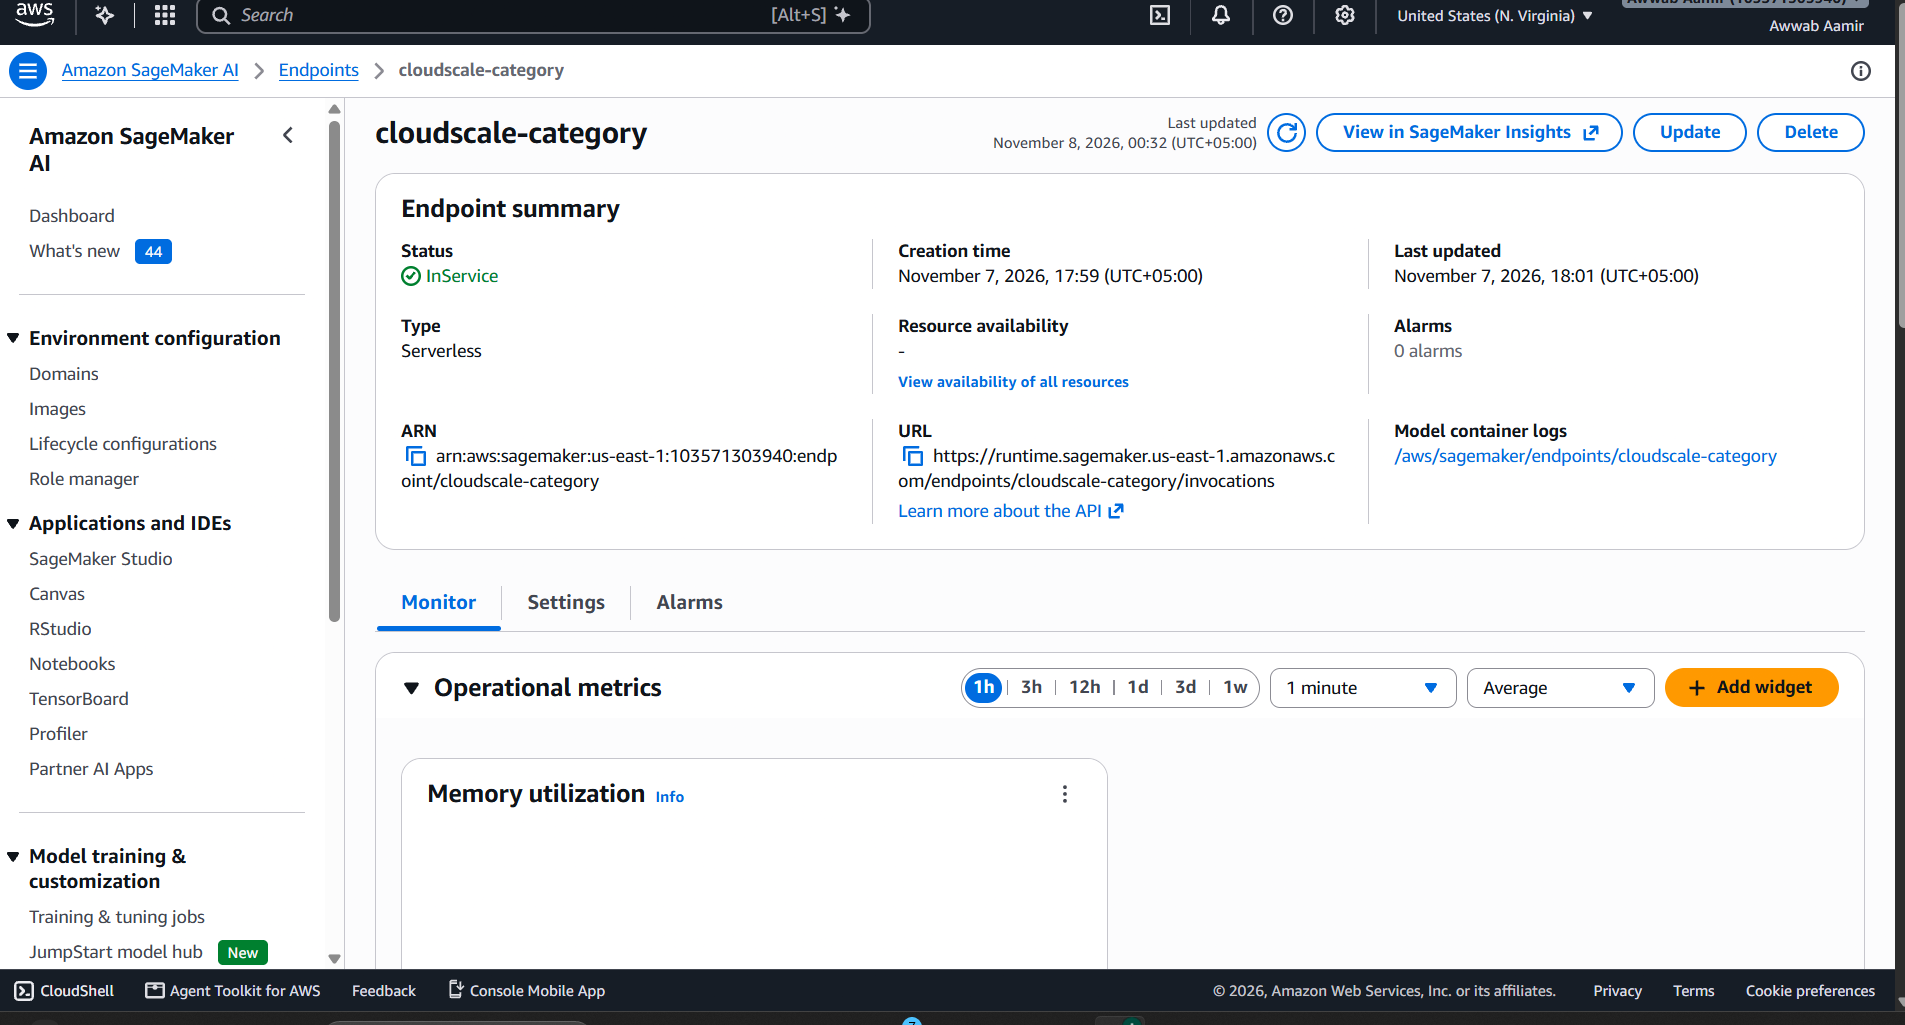 aws
Search
[Alt+S]
United States (N. Virginia)
Awwab Aamir
Amazon SageMaker AI
Endpoints
cloudscale-category
Amazon SageMaker
AI
Dashboard
What's new 44
Environment configuration
Domains
Images
Lifecycle configurations
Role manager
Applications and IDEs
SageMaker Studio
Canvas
RStudio
Notebooks
TensorBoard
Profiler
Partner AI Apps
Model training &
customization
Training & tuning jobs
JumpStart model hub New
cloudscale-category
Last updated
November 8, 2026, 00:32 (UTC+05:00)
View in SageMaker Insights
Update
Delete
Endpoint summary
Status
InService
Creation time
November 7, 2026, 17:59 (UTC+05:00)
Last updated
November 7, 2026, 18:01 (UTC+05:00)
Type
Serverless
Resource availability
-
View availability of all resources
Alarms
0 alarms
ARN
arn:aws:sagemaker:us-east-1:103571303940:endp
oint/cloudscale-category
URL
https://runtime.sagemaker.us-east-1.amazonaws.c
om/endpoints/cloudscale-category/invocations
Learn more about the API
Model container logs
/aws/sagemaker/endpoints/cloudscale-category
Monitor
Settings
Alarms
Operational metrics
1h 3h 12h 1d 3d 1w
1 minute
Average
Add widget
Memory utilization Info
CloudShell
Agent Toolkit for AWS
Feedback
Console Mobile App
© 2026, Amazon Web Services, Inc. or its affiliates.
Privacy
Terms
Cookie preferences